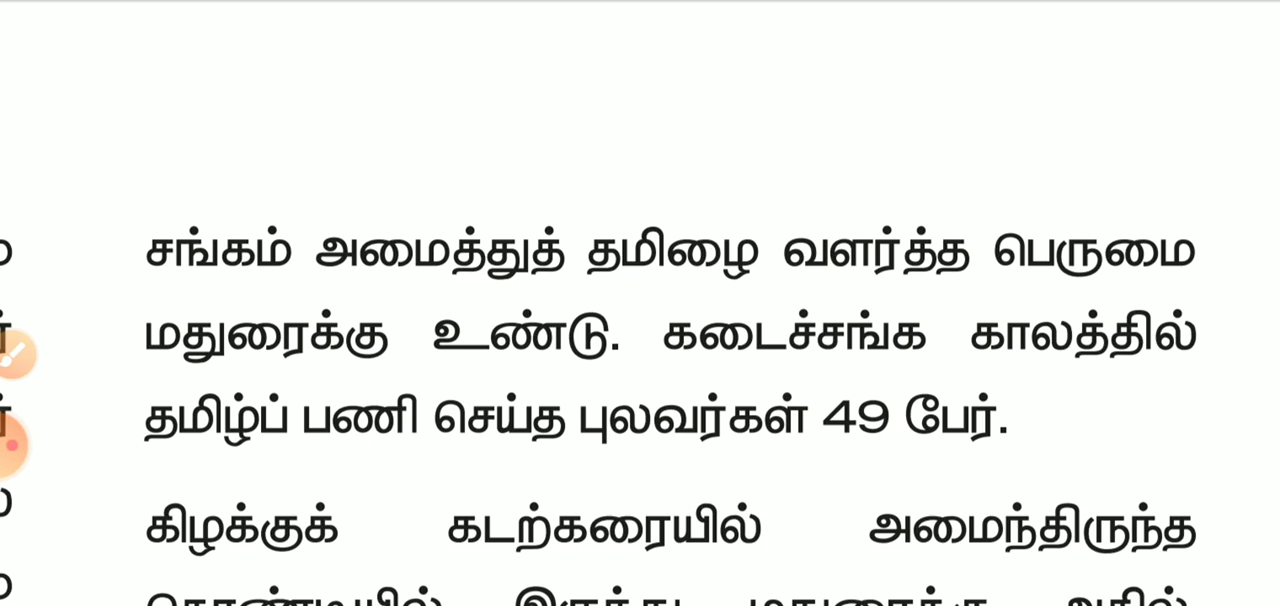 சங்கம் அமைத்துத் தமிழை வளர்த்த பெருமை
மதுரைக்கு உண்டு. கடைச்சங்க காலத்தில்
தமிழ்ப் பணி செய்த புலவர்கள் 49 பேர்.
கிழக்குக் கடற்கரையில் அமைந்திருந்த